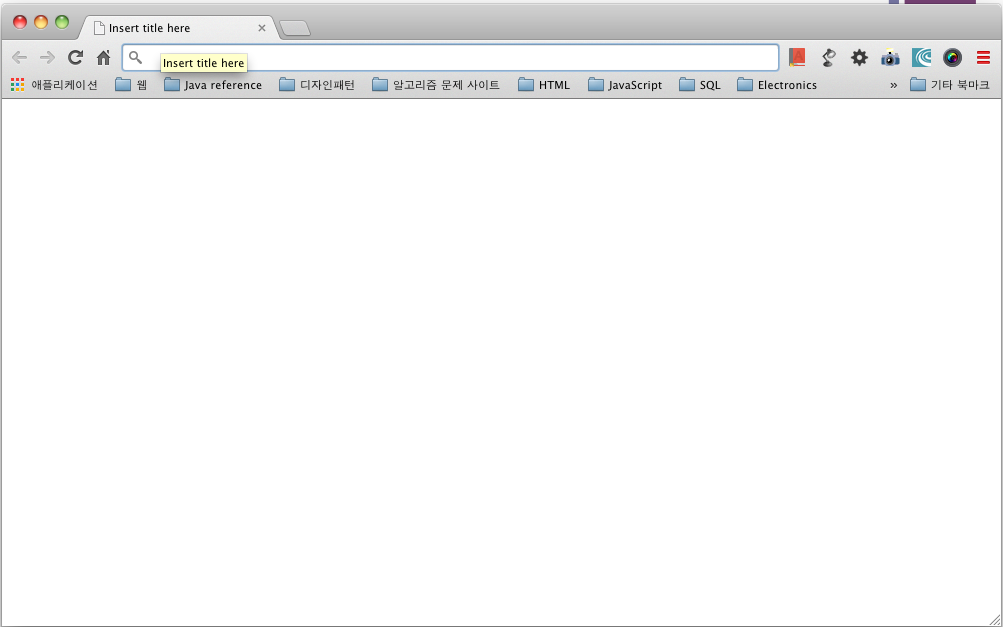 Insert title here
Insert title here
애플리케이션 웹 Java reference 디자인패턴 알고리즘 문제 사이트 HTML JavaScript SQL Electronics » 기타 북마크